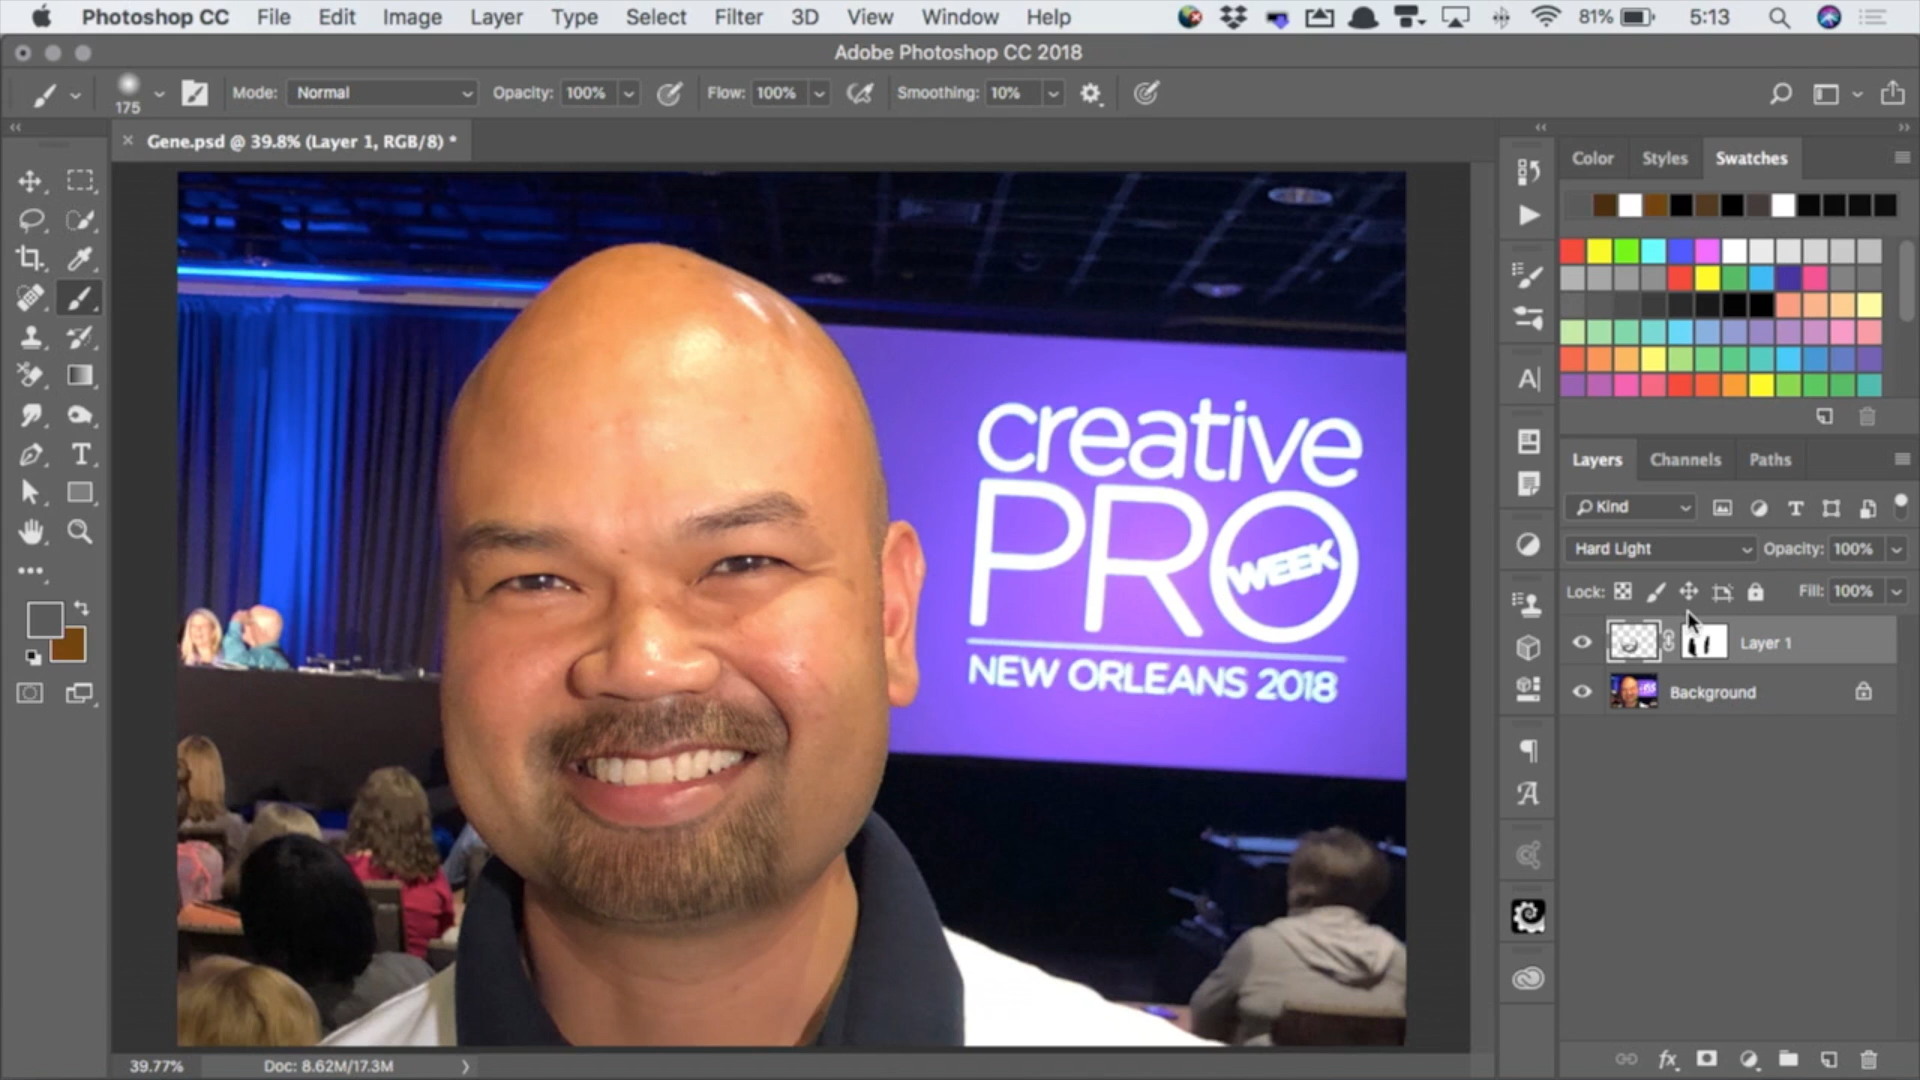 Photoshop CC File Edit Image Layer Type Select Filter 3D View Window Help 81% 5:13
Adobe Photoshop CC 2018
175 Mode: Normal Opacity: 100% Flow: 100% Smoothing: 10%
Gene.psd @ 39.8% (Layer 1, RGB/8) *
Color Styles Swatches
creative
PRO
WEEK
NEW ORLEANS 2018
Layers Channels Paths
Kind
Hard Light Opacity: 100%
Lock: Fill: 100%
Layer 1
Background
39.77% Doc: 8.62M/17.3M